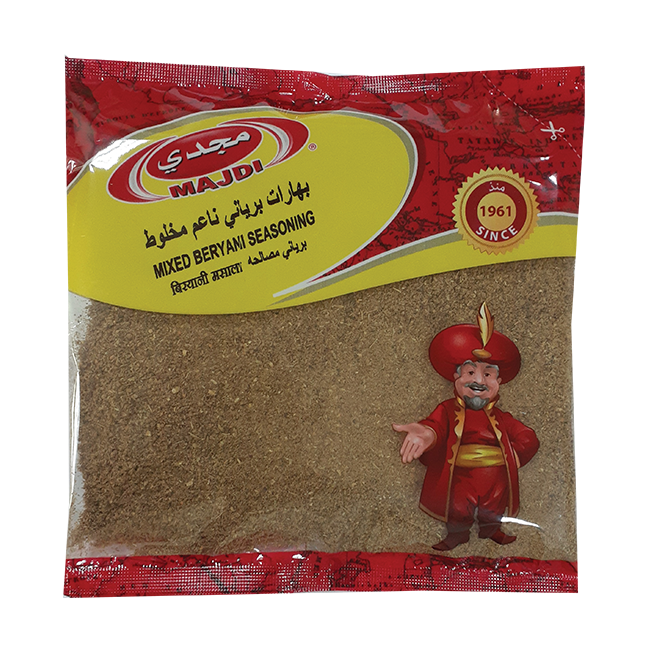 مجدي
MAJDI
®
بهارات برياني ناعم مخلوط
MIXED BERYANI SEASONING
برياني مصالحه
बिरयानी मसाला
منذ
1961
SINCE